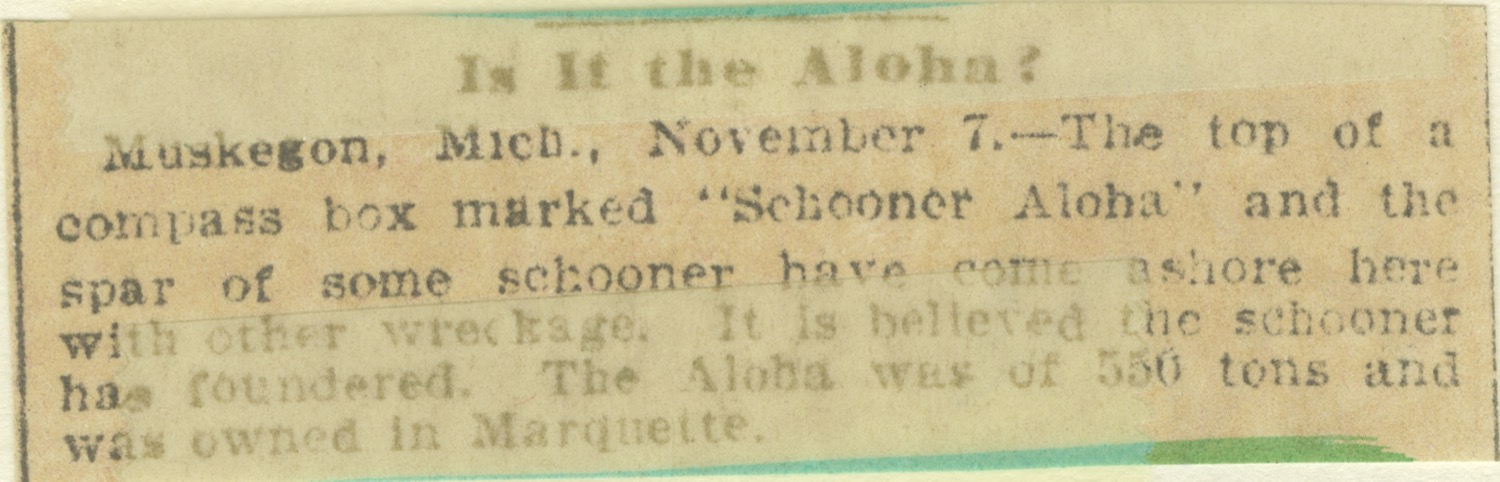 Is It the Aloha?
Muskegon, Mich., November 7.—The top of a
compass box marked "Schooner Aloha" and the
spar of some schooner have come ashore here
with other wreckage. It is believed the schooner
has foundered. The Aloha was of 550 tons and
was owned in Marquette.